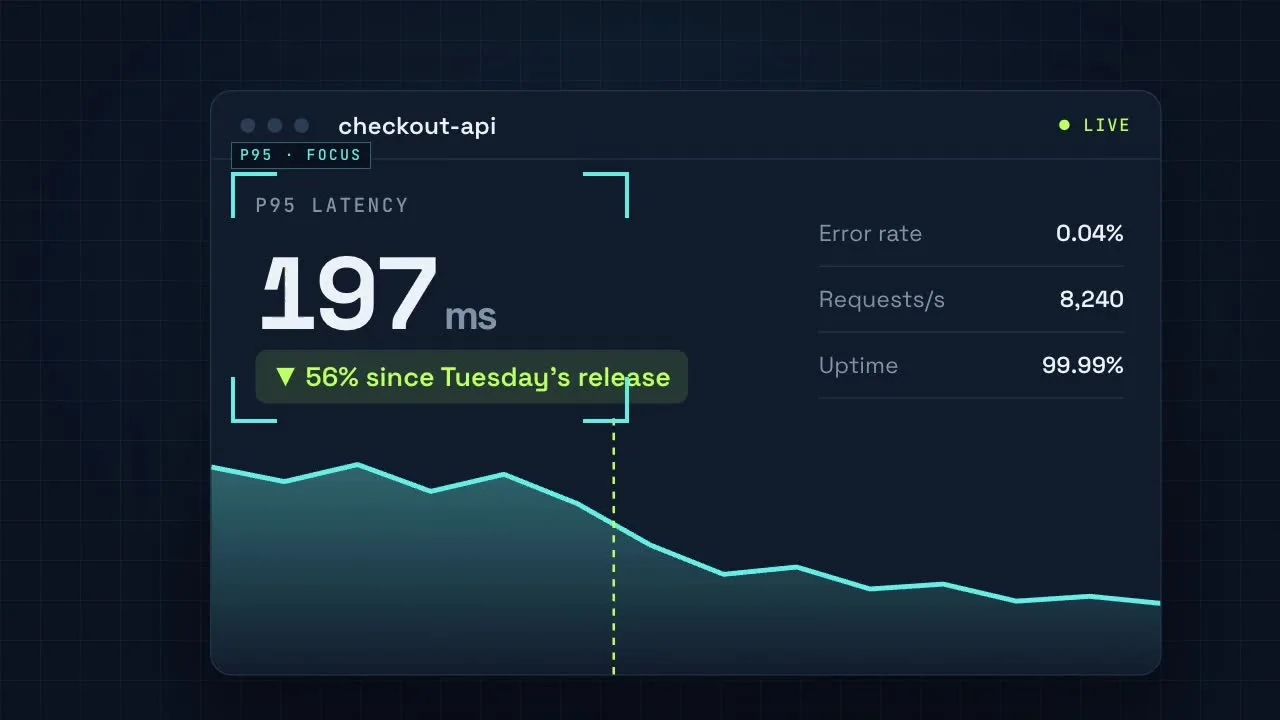 checkout-api
LIVE
P95 · FOCUS
P95 LATENCY
197 ms
▼ 56% since Tuesday’s release
Error rate 0.04%
Requests/s 8,240
Uptime 99.99%